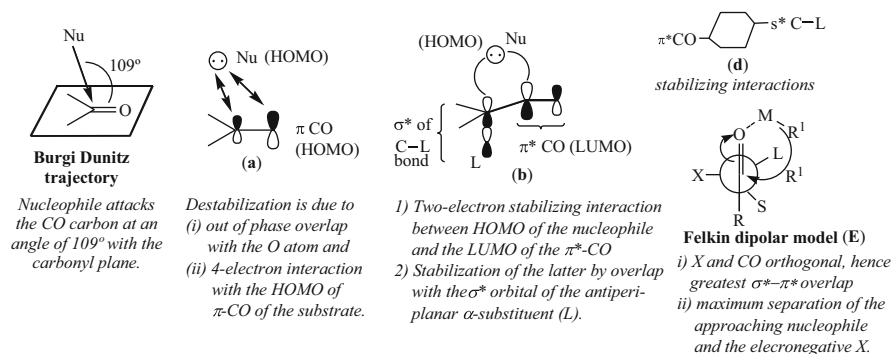 Nu
109º
O
Burgi Dunitz
trajectory
Nucleophile attacks
the CO carbon at an
angle of 109º with the
carbonyl plane.
Nu (HOMO)
π CO
(HOMO)
(a)
Destabilization is due to
(i) out of phase overlap
with the O atom and
(ii) 4-electron interaction
with the HOMO of
π-CO of the substrate.
(HOMO)
Nu
σ* of
C–L
bond
L
π* CO (LUMO)
(b)
1) Two-electron stabilizing interaction
between HOMO of the nucleophile
and the LUMO of the π*-CO
2) Stabilization of the latter by overlap
with the σ* orbital of the antiperi-
planar α-substituent (L).
π*CO
s* C–L
(d)
stabilizing interactions
M
O
R¹
L
X
R¹
S
R
Felkin dipolar model (E)
i) X and CO orthogonal, hence
greatest σ*–π* overlap
ii) maximum separation of the
approaching nucleophile
and the elecronegative X.